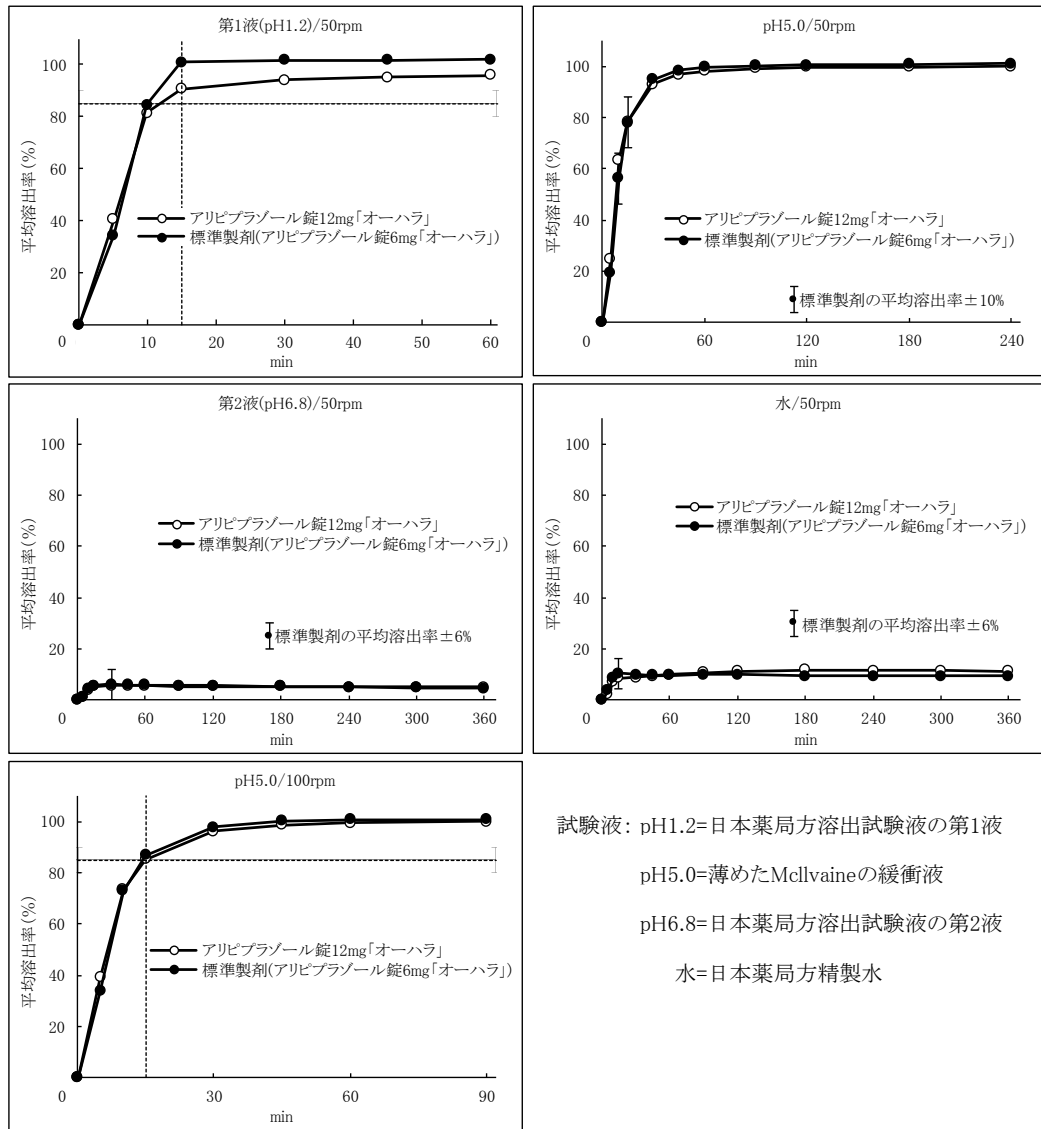 第1液(pH1.2)/50rpm
平均溶出率(%)
100
80
60
40
20
0
10
20
30
40
50
60
min
アリピプラゾール錠12mg「オーハラ」
標準製剤(アリピプラゾール錠6mg「オーハラ」)
pH5.0/50rpm
平均溶出率(%)
100
80
60
40
20
0
60
120
180
240
min
アリピプラゾール錠12mg「オーハラ」
標準製剤(アリピプラゾール錠6mg「オーハラ」)
標準製剤の平均溶出率±10%
第2液(pH6.8)/50rpm
平均溶出率(%)
100
80
60
40
20
0
60
120
180
240
300
360
min
アリピプラゾール錠12mg「オーハラ」
標準製剤(アリピプラゾール錠6mg「オーハラ」)
標準製剤の平均溶出率±6%
水/50rpm
平均溶出率(%)
100
80
60
40
20
0
60
120
180
240
300
360
min
アリピプラゾール錠12mg「オーハラ」
標準製剤(アリピプラゾール錠6mg「オーハラ」)
標準製剤の平均溶出率±6%
pH5.0/100rpm
平均溶出率(%)
100
80
60
40
20
0
30
60
90
min
アリピプラゾール錠12mg「オーハラ」
標準製剤(アリピプラゾール錠6mg「オーハラ」)
試験液: pH1.2=日本薬局方溶出試験液の第1液
pH5.0=薄めたMcllvaineの緩衝液
pH6.8=日本薬局方溶出試験液の第2液
水=日本薬局方精製水